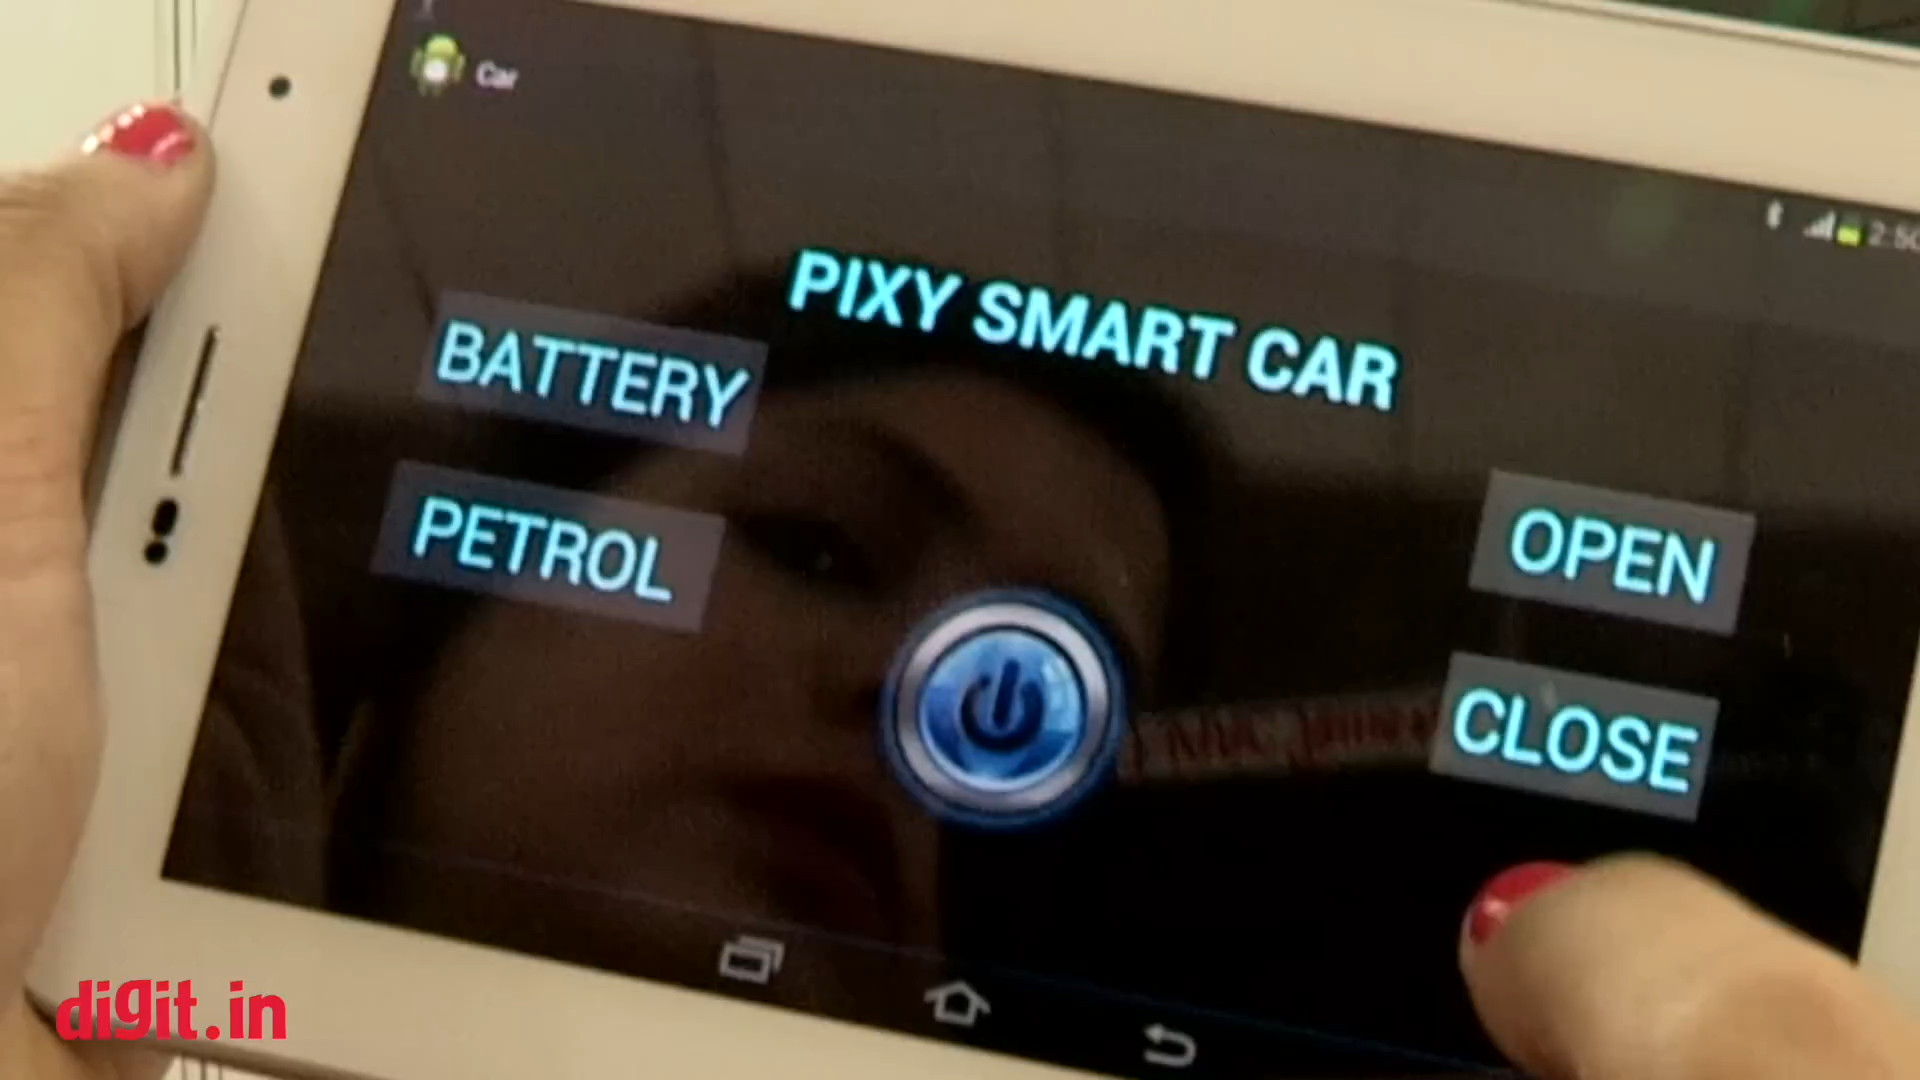 Car
PIXY SMART CAR
BATTERY
PETROL
OPEN
CLOSE
digit.in